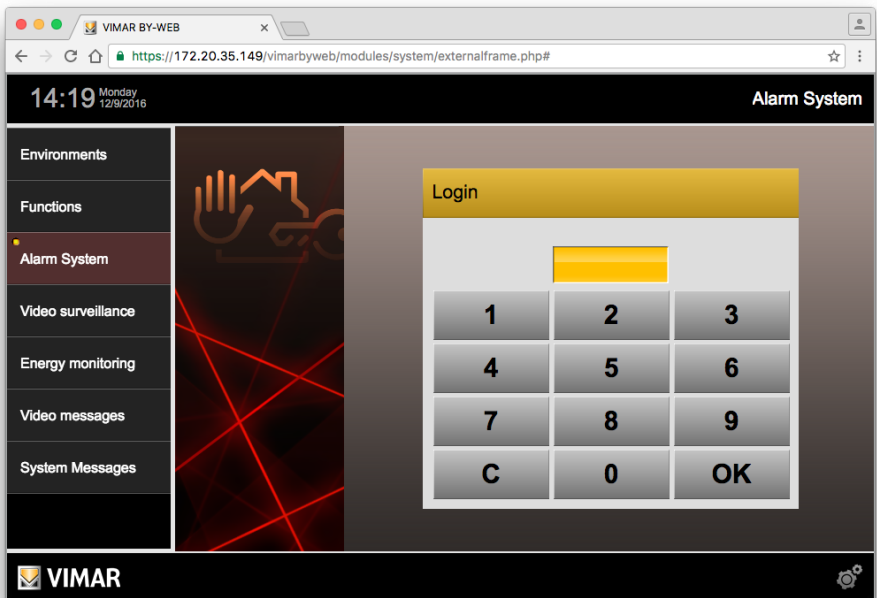 VIMAR BY-WEB
https://172.20.35.149/vimarbyweb/modules/system/externalframe.php#
14:19 Monday
12/9/2016
Alarm System
Environments
Functions
Alarm System
Video surveillance
Energy monitoring
Video messages
System Messages
Login
1 2 3
4 5 6
7 8 9
C 0 OK
VIMAR